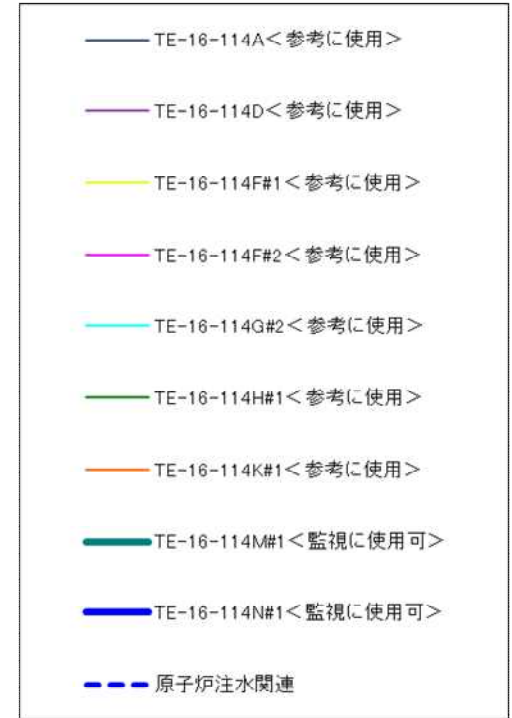 TE-16-114A＜参考に使用＞
TE-16-114D＜参考に使用＞
TE-16-114F#1＜参考に使用＞
TE-16-114F#2＜参考に使用＞
TE-16-114G#2＜参考に使用＞
TE-16-114H#1＜参考に使用＞
TE-16-114K#1＜参考に使用＞
TE-16-114M#1＜監視に使用可＞
TE-16-114N#1＜監視に使用可＞
原子炉注水関連